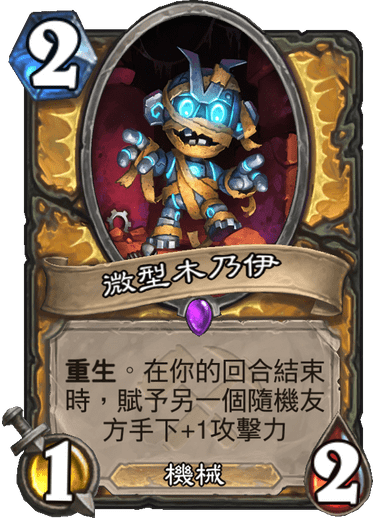 2
微型木乃伊
重生。在你的回合結束
時，賦予另一個隨機友
方手下+1攻擊力
機械
1
2